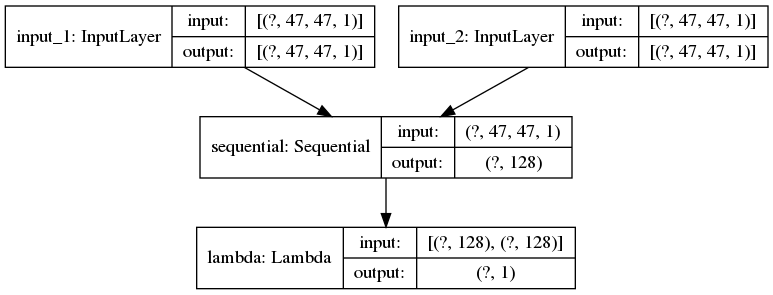 input_1: InputLayer
input: [(?, 47, 47, 1)]
output: [(?, 47, 47, 1)]
input_2: InputLayer
input: [(?, 47, 47, 1)]
output: [(?, 47, 47, 1)]
sequential: Sequential
input: (?, 47, 47, 1)
output: (?, 128)
lambda: Lambda
input: [(?, 128), (?, 128)]
output: (?, 1)